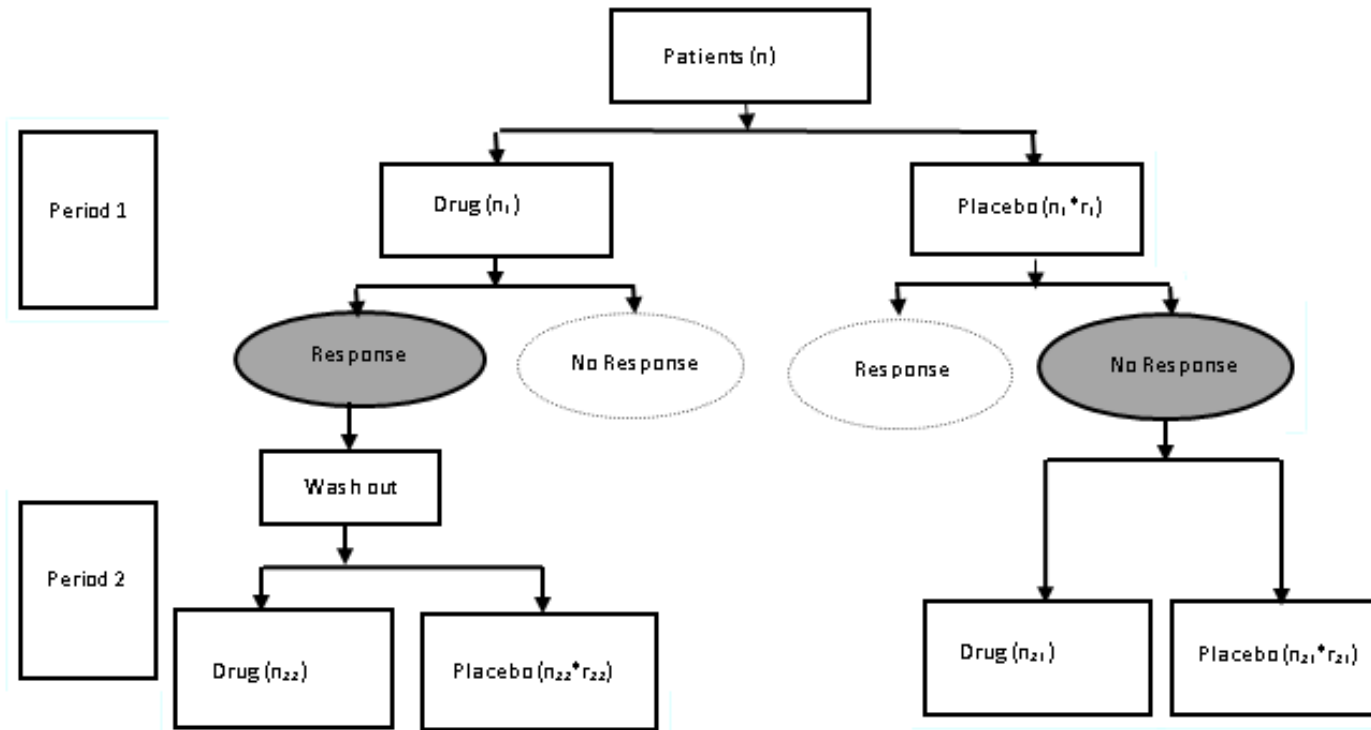 Patients (n)
Period 1
Drug (n₁)
Placebo (n₁*r₁)
Response
No Response
Response
No Response
Wash out
Period 2
Drug (n₂₂)
Placebo (n₂₂*r₂₂)
Drug (n₂₁)
Placebo (n₂₁*r₂₁)